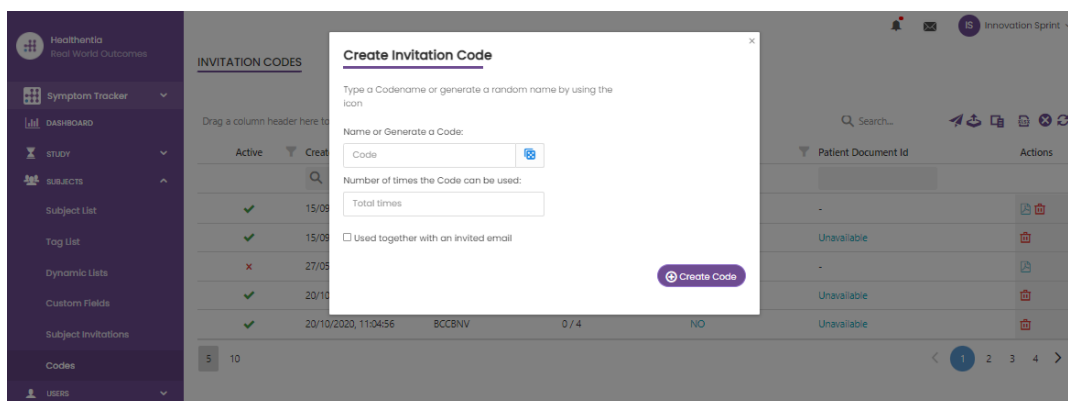 Healthentia
Real World Outcomes
IS Innovation Sprint
Symptom Tracker
DASHBOARD
STUDY
SUBJECTS
Subject List
Tag List
Dynamic Lists
Custom Fields
Subject Invitations
Codes
USERS
INVITATION CODES
Drag a column header here to
Search...
Active Creat Patient Document Id Actions
15/09 -
15/09 Unavailable
27/05 -
20/10 Unavailable
20/10/2020, 11:04:56 BCCBNV 0 / 4 NO Unavailable
5 10 1 2 3 4
Create Invitation Code
×
Type a Codename or generate a random name by using the
icon
Name or Generate a Code:
Code
Number of times the Code can be used:
Total times
Used together with an invited email
Create Code